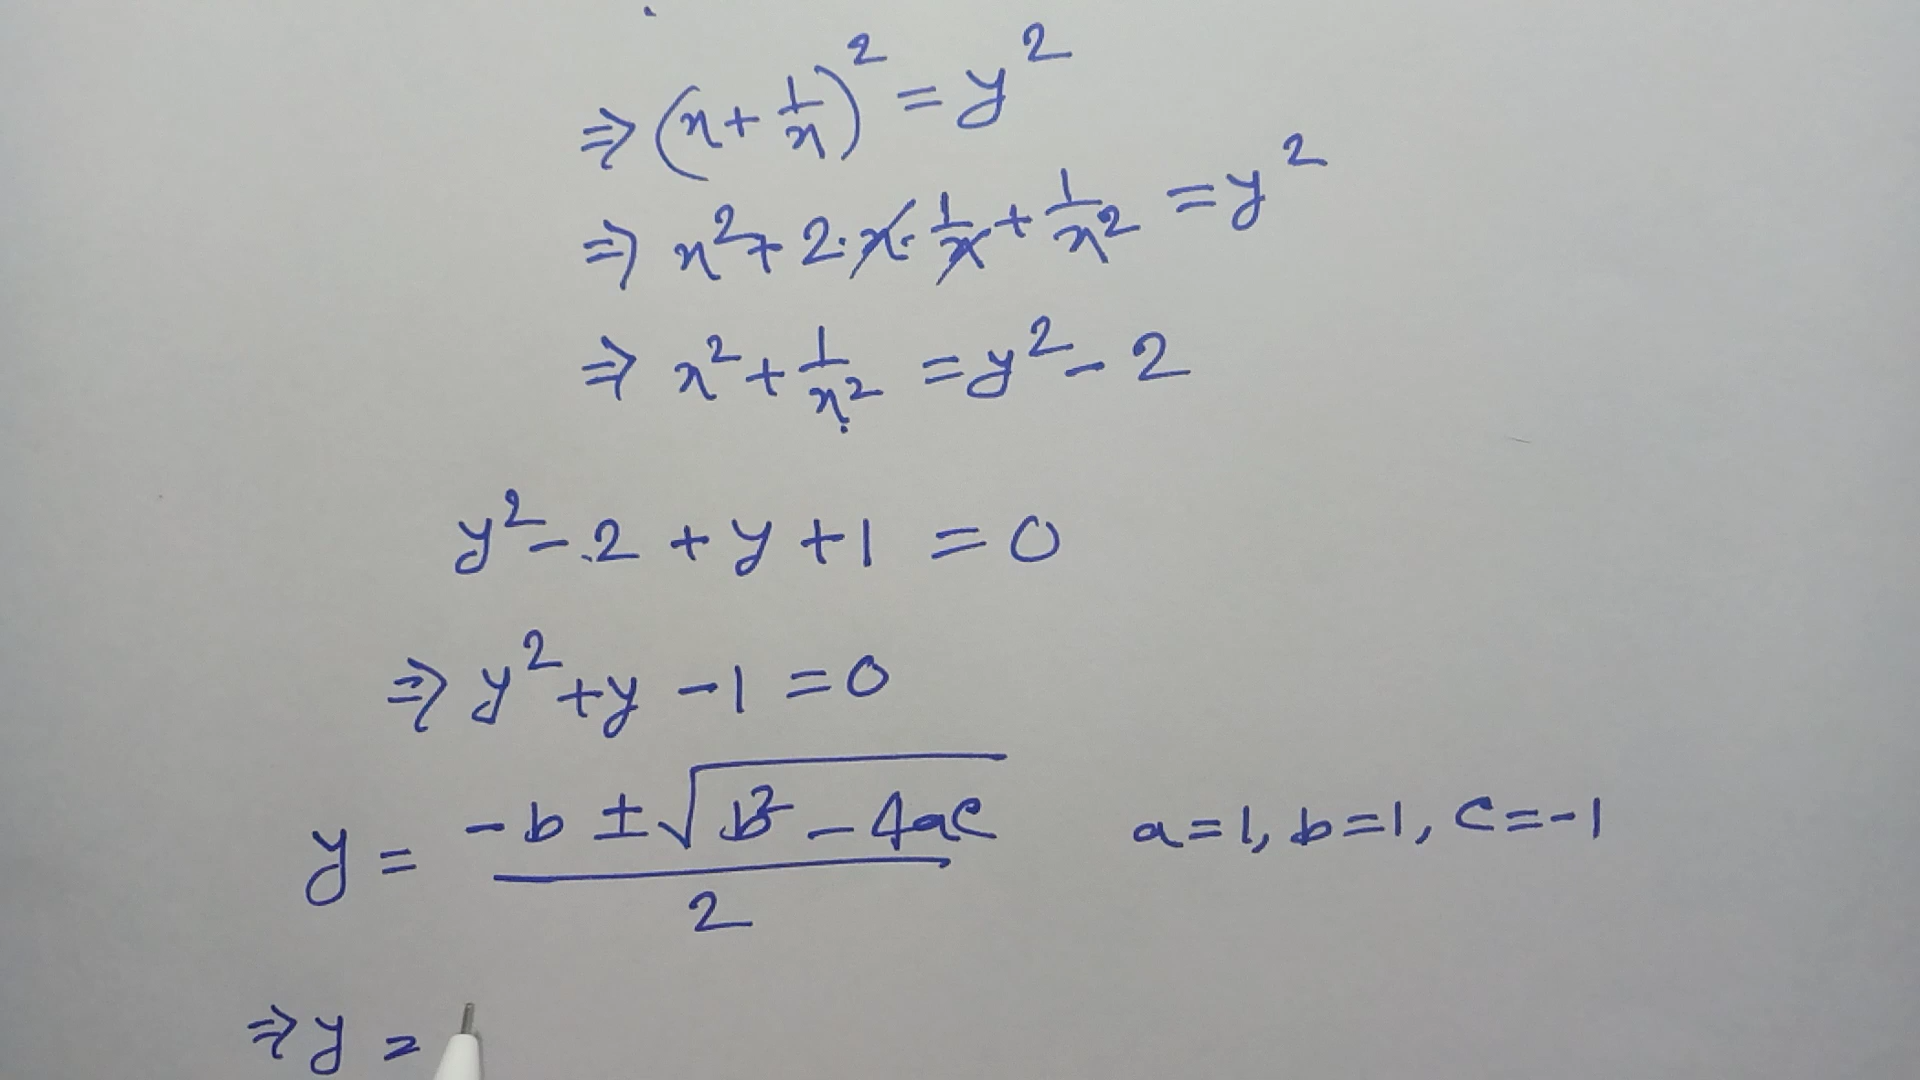 ⇒ (x + 1/x)² = y²
⇒ x² + 2·x·1/x + 1/x² = y²
⇒ x² + 1/x² = y² - 2
y² - 2 + y + 1 = 0
⇒ y² + y - 1 = 0
y = (-b ± √(b² - 4ac))/2 a=1, b=1, c=-1
⇒ y =